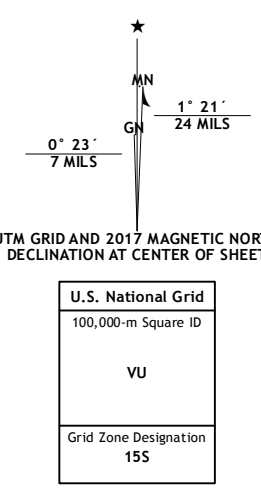 MN
1° 21´
24 MILS
GN
0° 23´
7 MILS
UTM GRID AND 2017 MAGNETIC NORT
DECLINATION AT CENTER OF SHEET
U.S. National Grid
100,000-m Square ID
VU
Grid Zone Designation
15S